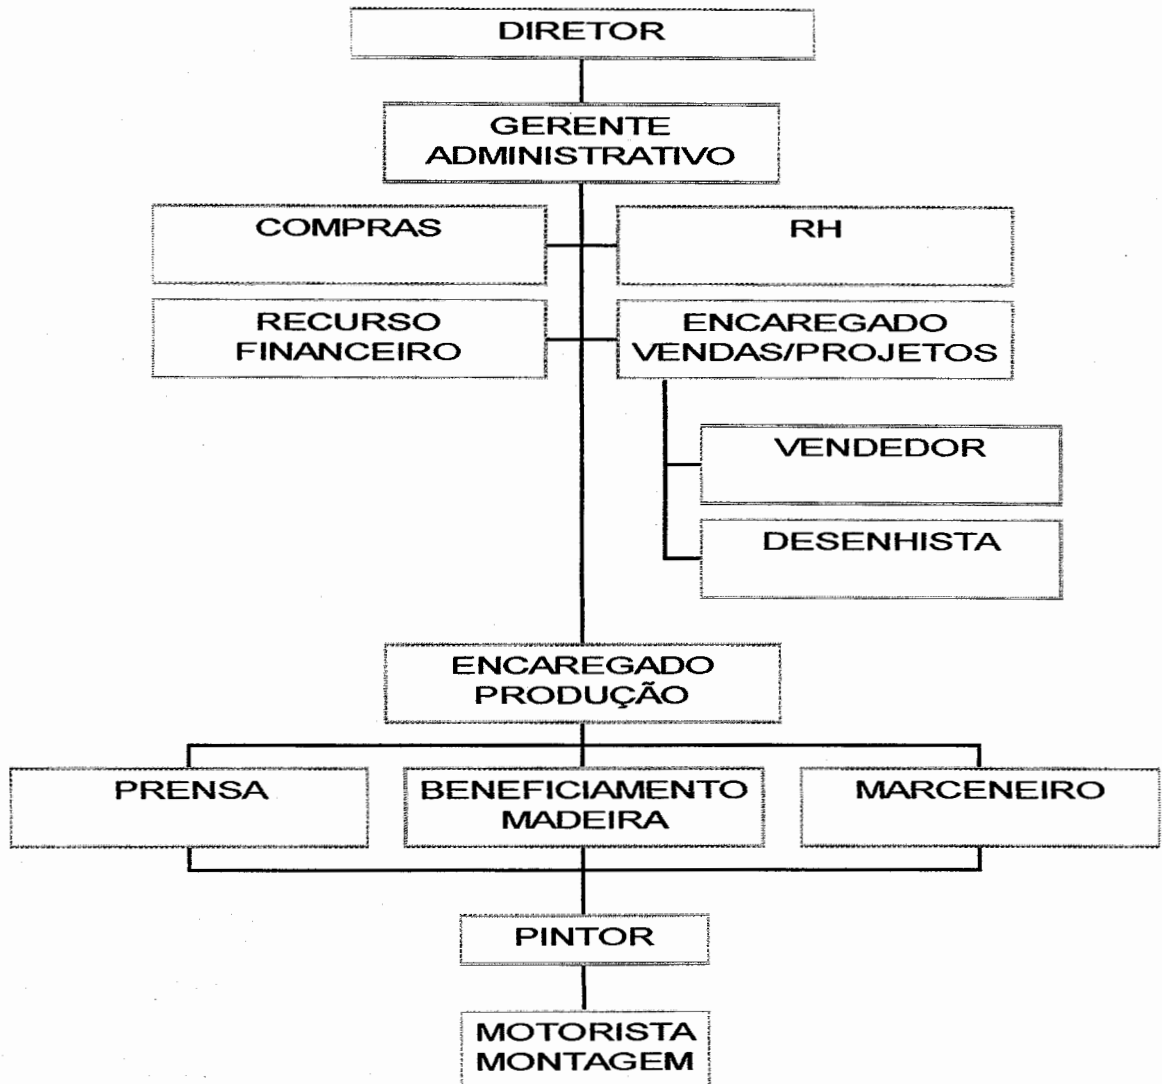 DIRETOR
GERENTE
ADMINISTRATIVO
COMPRAS
RH
RECURSO
FINANCEIRO
ENCAREGADO
VENDAS/PROJETOS
VENDEDOR
DESENHISTA
ENCAREGADO
PRODUÇÃO
PRENSA
BENEFICIAMENTO
MADEIRA
MARCENEIRO
PINTOR
MOTORISTA
MONTAGEM